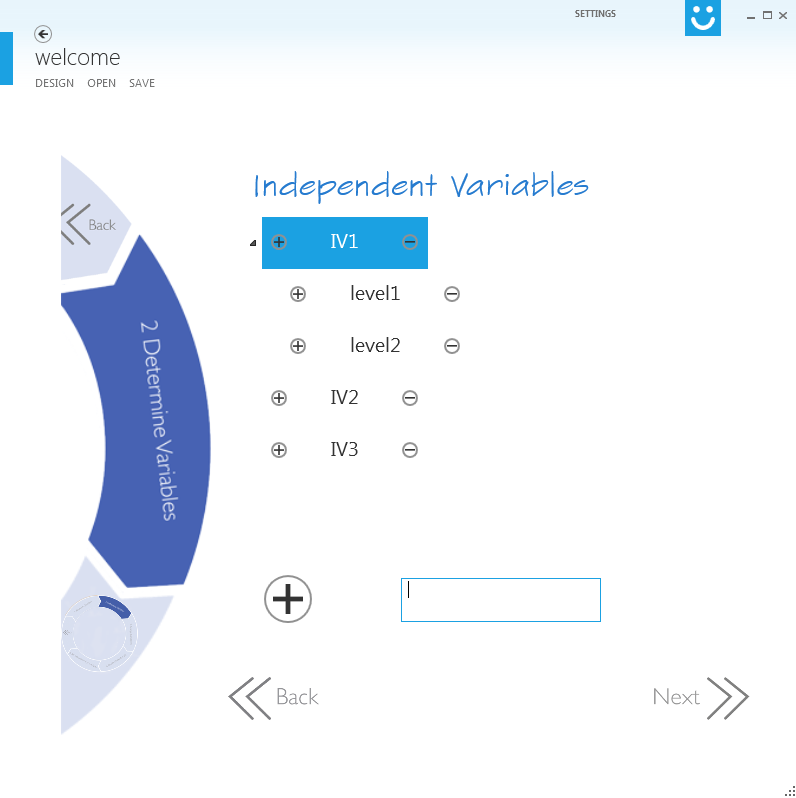 SETTINGS
welcome
DESIGN OPEN SAVE
Back
2 Determine Variables
Independent Variables
IV1
level1
level2
IV2
IV3
Back
Next